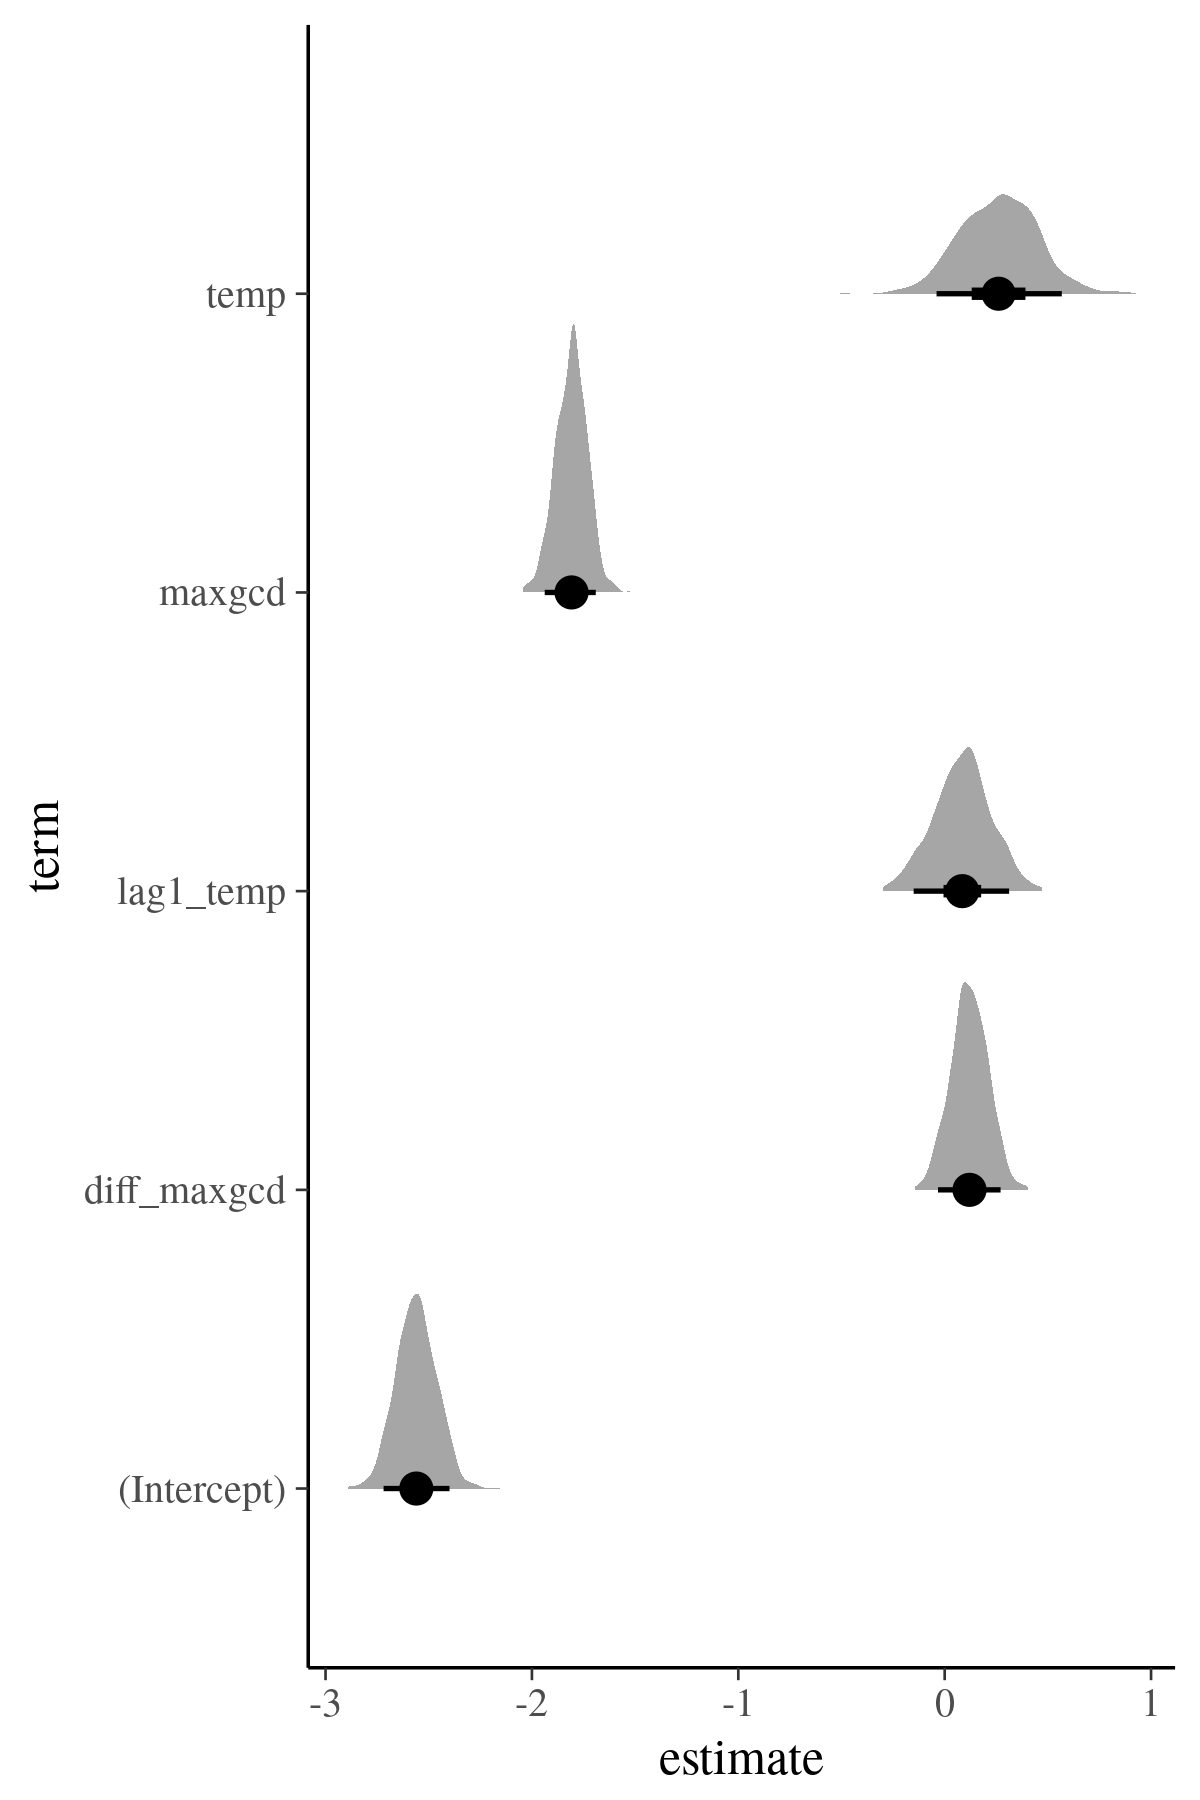 term
temp
maxgcd
lag1_temp
diff_maxgcd
(Intercept)
-3 -2 -1 0 1
estimate